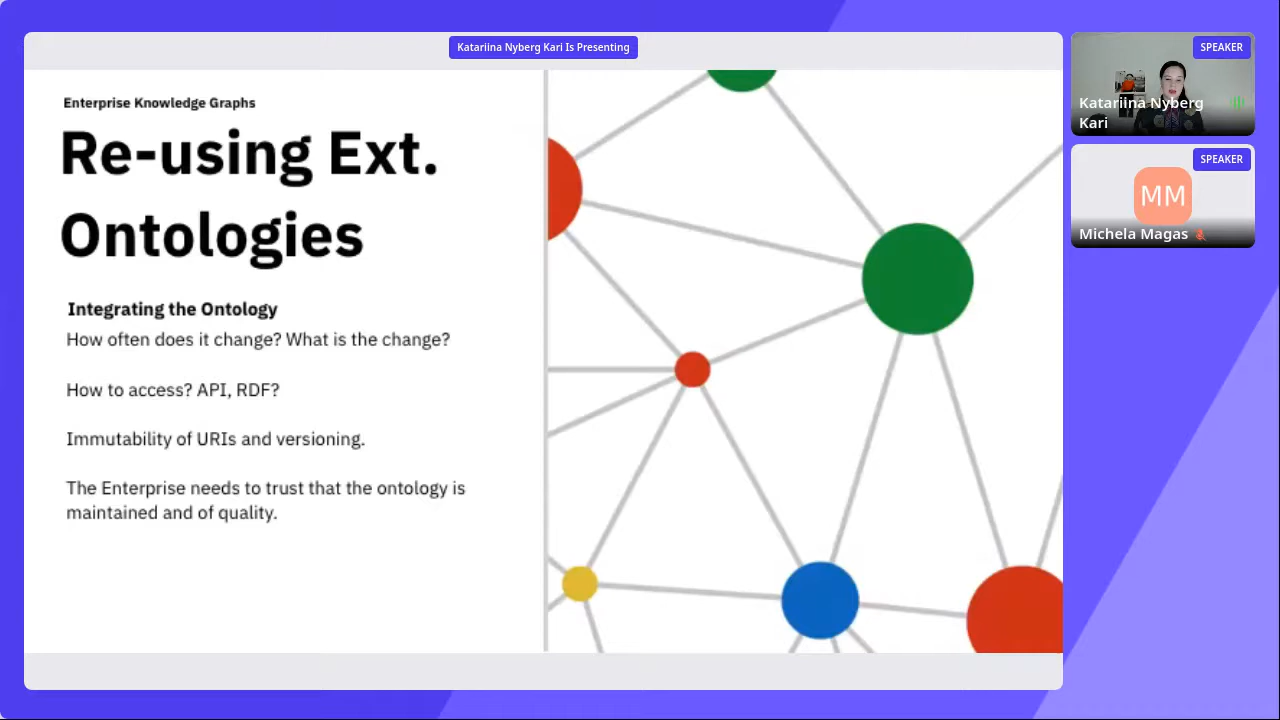 Katariina Nyberg Kari Is Presenting
Enterprise Knowledge Graphs
Re-using Ext.
Ontologies
Integrating the Ontology
How often does it change? What is the change?
How to access? API, RDF?
Immutability of URIs and versioning.
The Enterprise needs to trust that the ontology is
maintained and of quality.
SPEAKER
Katariina Nyberg
Kari
SPEAKER
MM
Michela Magas